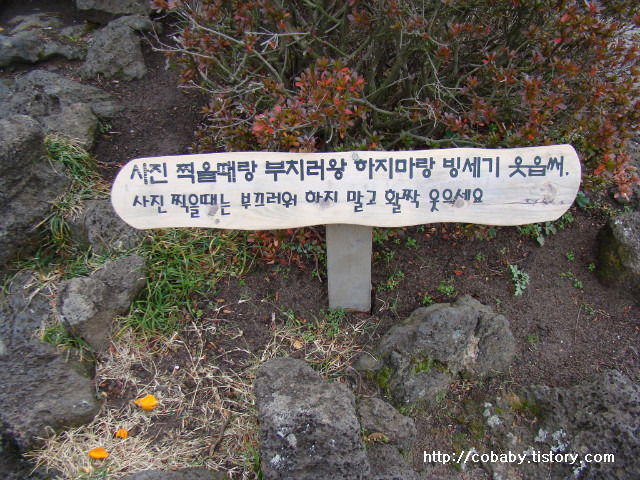 사진 찍을때랑 부치러왕 하지마랑 빙세기 웃읍써.
사진 찍을때는 부끄러워 하지 말고 활짝 웃으세요
http://cobaby.tistory.com